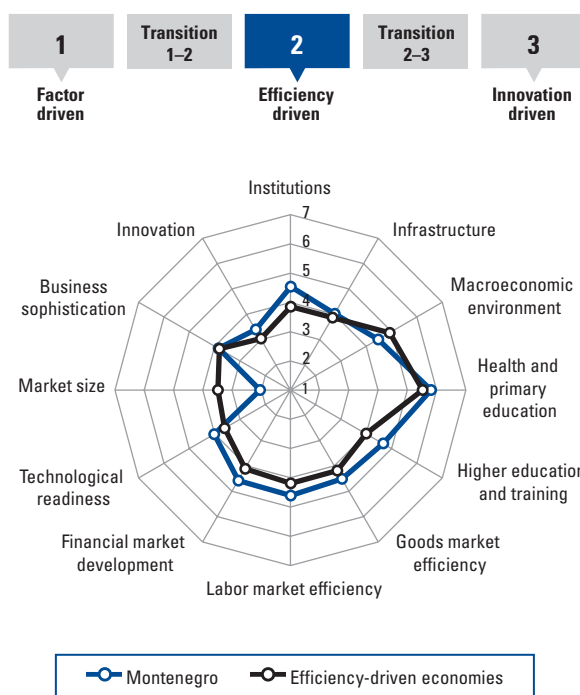 1
Transition
1–2
2
Transition
2–3
3
Factor
driven
Efficiency
driven
Innovation
driven
Institutions
7
Innovation
Infrastructure
6
5
Business
sophistication
Macroeconomic
environment
4
3
Market size
2
1
Health and
primary
education
Technological
readiness
Higher education
and training
Financial market
development
Goods market
efficiency
Labor market efficiency
Montenegro
Efficiency-driven economies